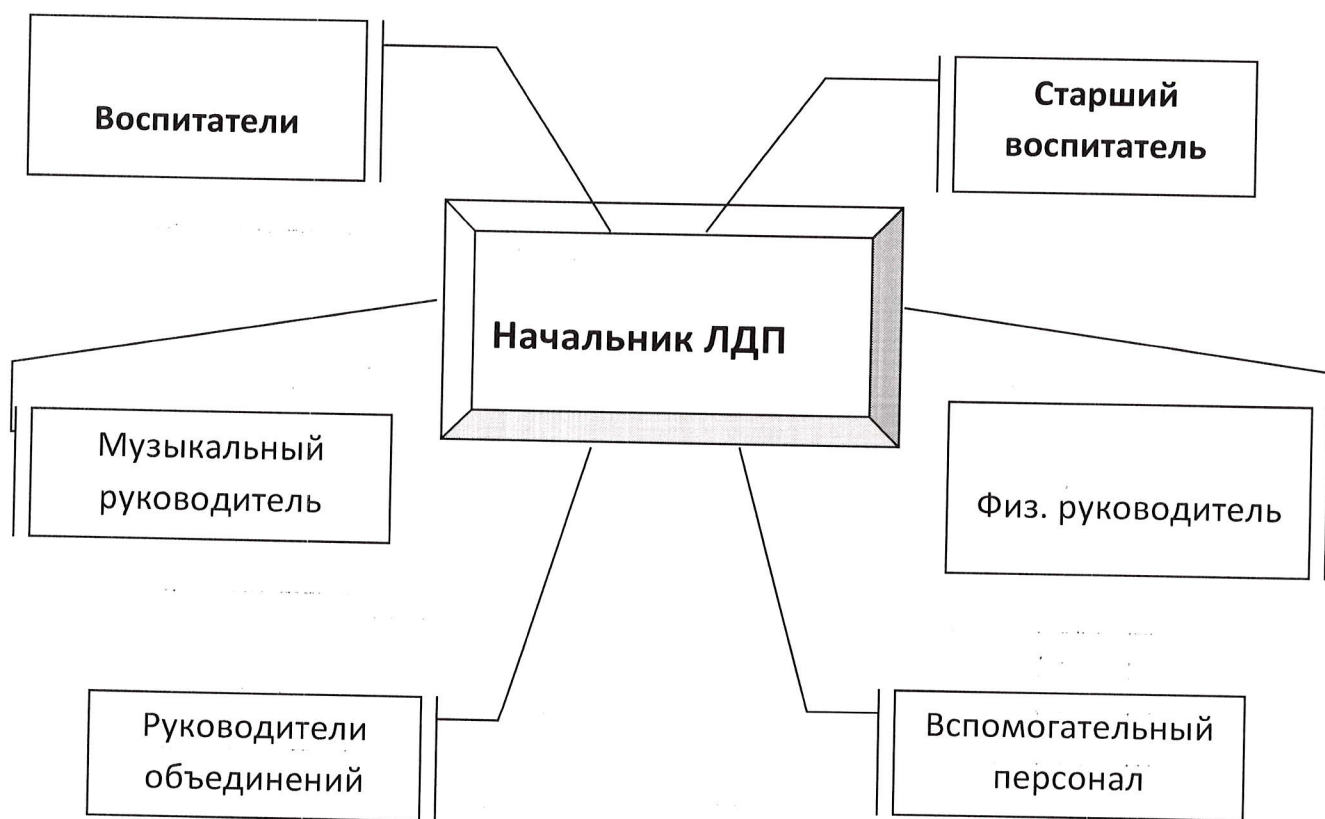 Воспитатели
Старший
воспитатель
Начальник ЛДП
Музыкальный
руководитель
Физ. руководитель
Руководители
объединений
Вспомогательный
персонал